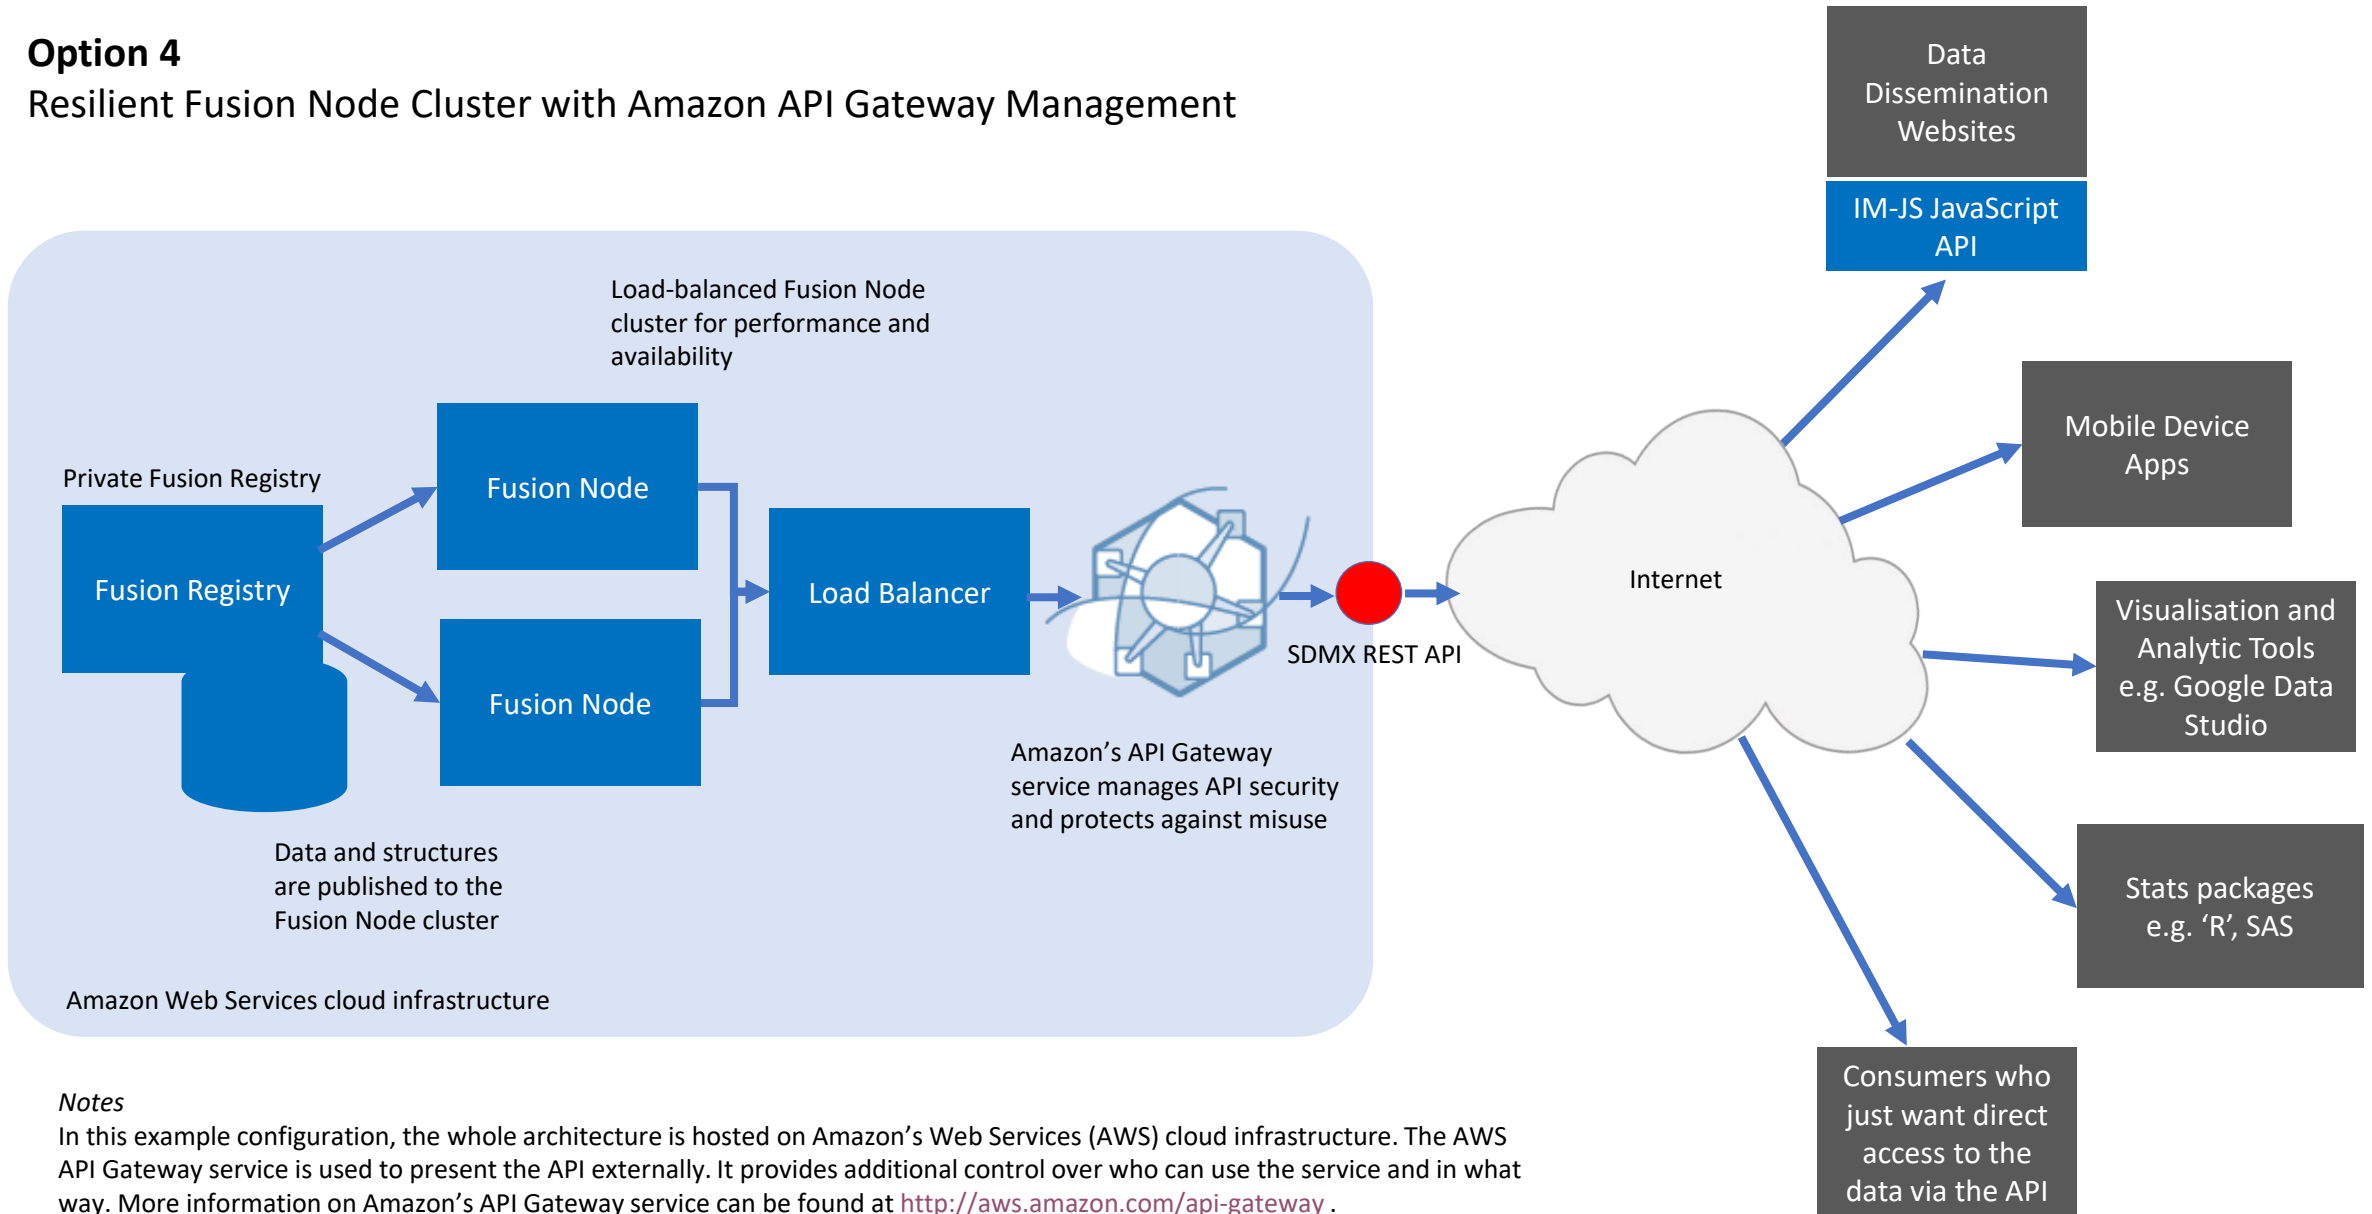 Option 4
Resilient Fusion Node Cluster with Amazon API Gateway Management
Data
Dissemination
Websites
IM-JS JavaScript
API
Load-balanced Fusion Node
cluster for performance and
availability
Private Fusion Registry
Fusion Registry
Fusion Node
Fusion Node
Load Balancer
SDMX REST API
Internet
Mobile Device
Apps
Visualisation and
Analytic Tools
e.g. Google Data
Studio
Amazon’s API Gateway
service manages API security
and protects against misuse
Data and structures
are published to the
Fusion Node cluster
Stats packages
e.g. ‘R’, SAS
Amazon Web Services cloud infrastructure
Consumers who
just want direct
access to the
data via the API
Notes
In this example configuration, the whole architecture is hosted on Amazon’s Web Services (AWS) cloud infrastructure. The AWS
API Gateway service is used to present the API externally. It provides additional control over who can use the service and in what
way. More information on Amazon’s API Gateway service can be found at http://aws.amazon.com/api-gateway .